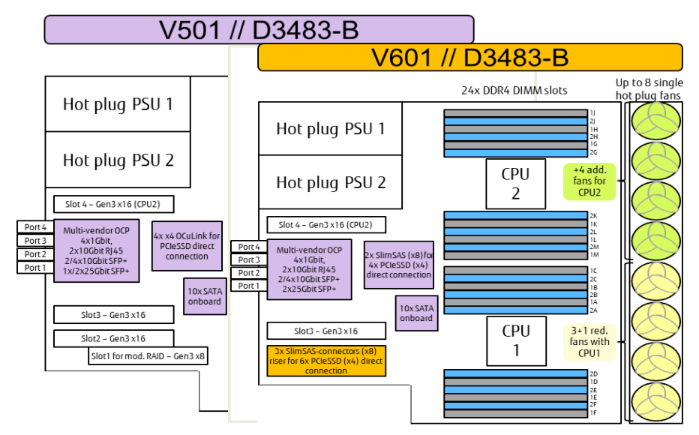 V501 // D3483-B
V601 // D3483-B
Hot plug PSU 1
Hot plug PSU 2
Slot 4 – Gen3 x16 (CPU2)
Port 4
Port 3
Port 2
Port 1
Multi-vendor OCP
4x1Gbit,
2x10Gbit RJ45
2/4x10Gbit SFP+
1x/2x25Gbit SFP+
4x x4 OCuLink for
PCIeSSD direct
connection
10x SATA
onboard
Slot3 – Gen3 x16
Slot2 – Gen3 x16
Slot1 for mod. RAID – Gen3 x8
Hot plug PSU 1
Hot plug PSU 2
Slot 4 – Gen3 x16 (CPU2)
Port 4
Port 3
Port 2
Port 1
Multi-vendor OCP
4x1Gbit,
2x10Gbit RJ45
2/4x10Gbit SFP+
2x25Gbit SFP+
2x SlimSAS (x8) for
4x PCIeSSD (x4)
direct connection
10x SATA
onboard
Slot3 – Gen3 x16
3x SlimSAS-connectors (x8)
riser for 6x PCIeSSD (x4) direct
connection
24x DDR4 DIMM slots
1J
2J
1H
2H
1G
2G
CPU
2
2K
1K
2L
1L
2M
1M
1C
2C
1B
2B
1A
2A
CPU
1
2D
1D
2E
1E
2F
1F
Up to 8 single
hot plug fans
+4 add.
fans for
CPU2
3+1 red.
fans with
CPU1